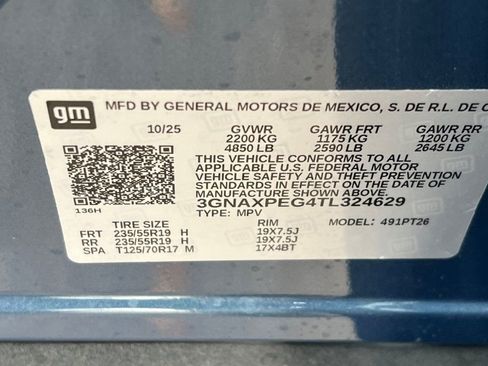 gm
MFD BY GENERAL MOTORS DE MEXICO, S. DE R.L. DE C
10/25 GVWR GAWR FRT GAWR RR
2200 KG 1175 KG 1200 KG
4850 LB 2590 LB 2645 LB
THIS VEHICLE CONFORMS TO ALL
APPLICABLE U.S. FEDERAL MOTOR
VEHICLE SAFETY AND THEFT PREVENTION
STANDARDS IN EFFECT ON THE DATE OF
MANUFACTURE SHOWN ABOVE.
3GNAXPEG4TL324629
136H
TYPE: MPV MODEL: 491PT26
TIRE SIZE RIM
FRT 235/55R19 H 19X7.5J
RR 235/55R19 H 19X7.5J
SPA T125/70R17 M 17X4BT